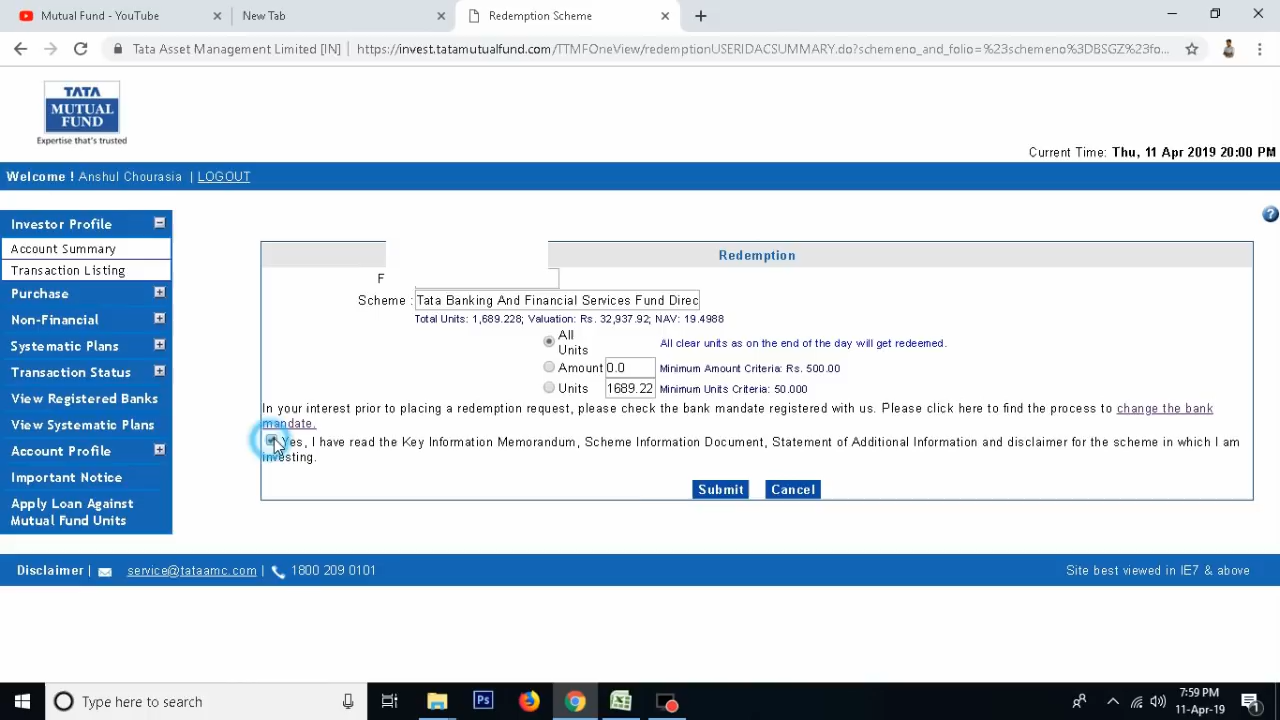 Mutual Fund - YouTube
New Tab
Redemption Scheme
Tata Asset Management Limited [IN] | https://invest.tatamutualfund.com/TTMFOneView/redemptionUSERIDACSUMMARY.do?schemeno_and_folio=%23schemeno%3DBSGZ%23fo...
TATA
MUTUAL
FUND
Expertise that's trusted
Current Time: Thu, 11 Apr 2019 20:00 PM
Welcome ! Anshul Chourasia | LOGOUT
Investor Profile
Account Summary
Transaction Listing
Purchase
Non-Financial
Systematic Plans
Transaction Status
View Registered Banks
View Systematic Plans
Account Profile
Important Notice
Apply Loan Against
Mutual Fund Units
Redemption
F
Scheme : Tata Banking And Financial Services Fund Direc
Total Units: 1,689.228; Valuation: Rs. 32,937.92; NAV: 19.4988
All
Units
All clear units as on the end of the day will get redeemed.
Amount 0.0 Minimum Amount Criteria: Rs. 500.00
Units 1689.22 Minimum Units Criteria: 50.000
In your interest prior to placing a redemption request, please check the bank mandate registered with us. Please click here to find the process to change the bank
mandate.
Yes, I have read the Key Information Memorandum, Scheme Information Document, Statement of Additional Information and disclaimer for the scheme in which I am
investing.
Submit Cancel
Disclaimer | service@tataamc.com | 1800 209 0101
Site best viewed in IE7 & above
Type here to search
Ps
7:59 PM
11-Apr-19
1